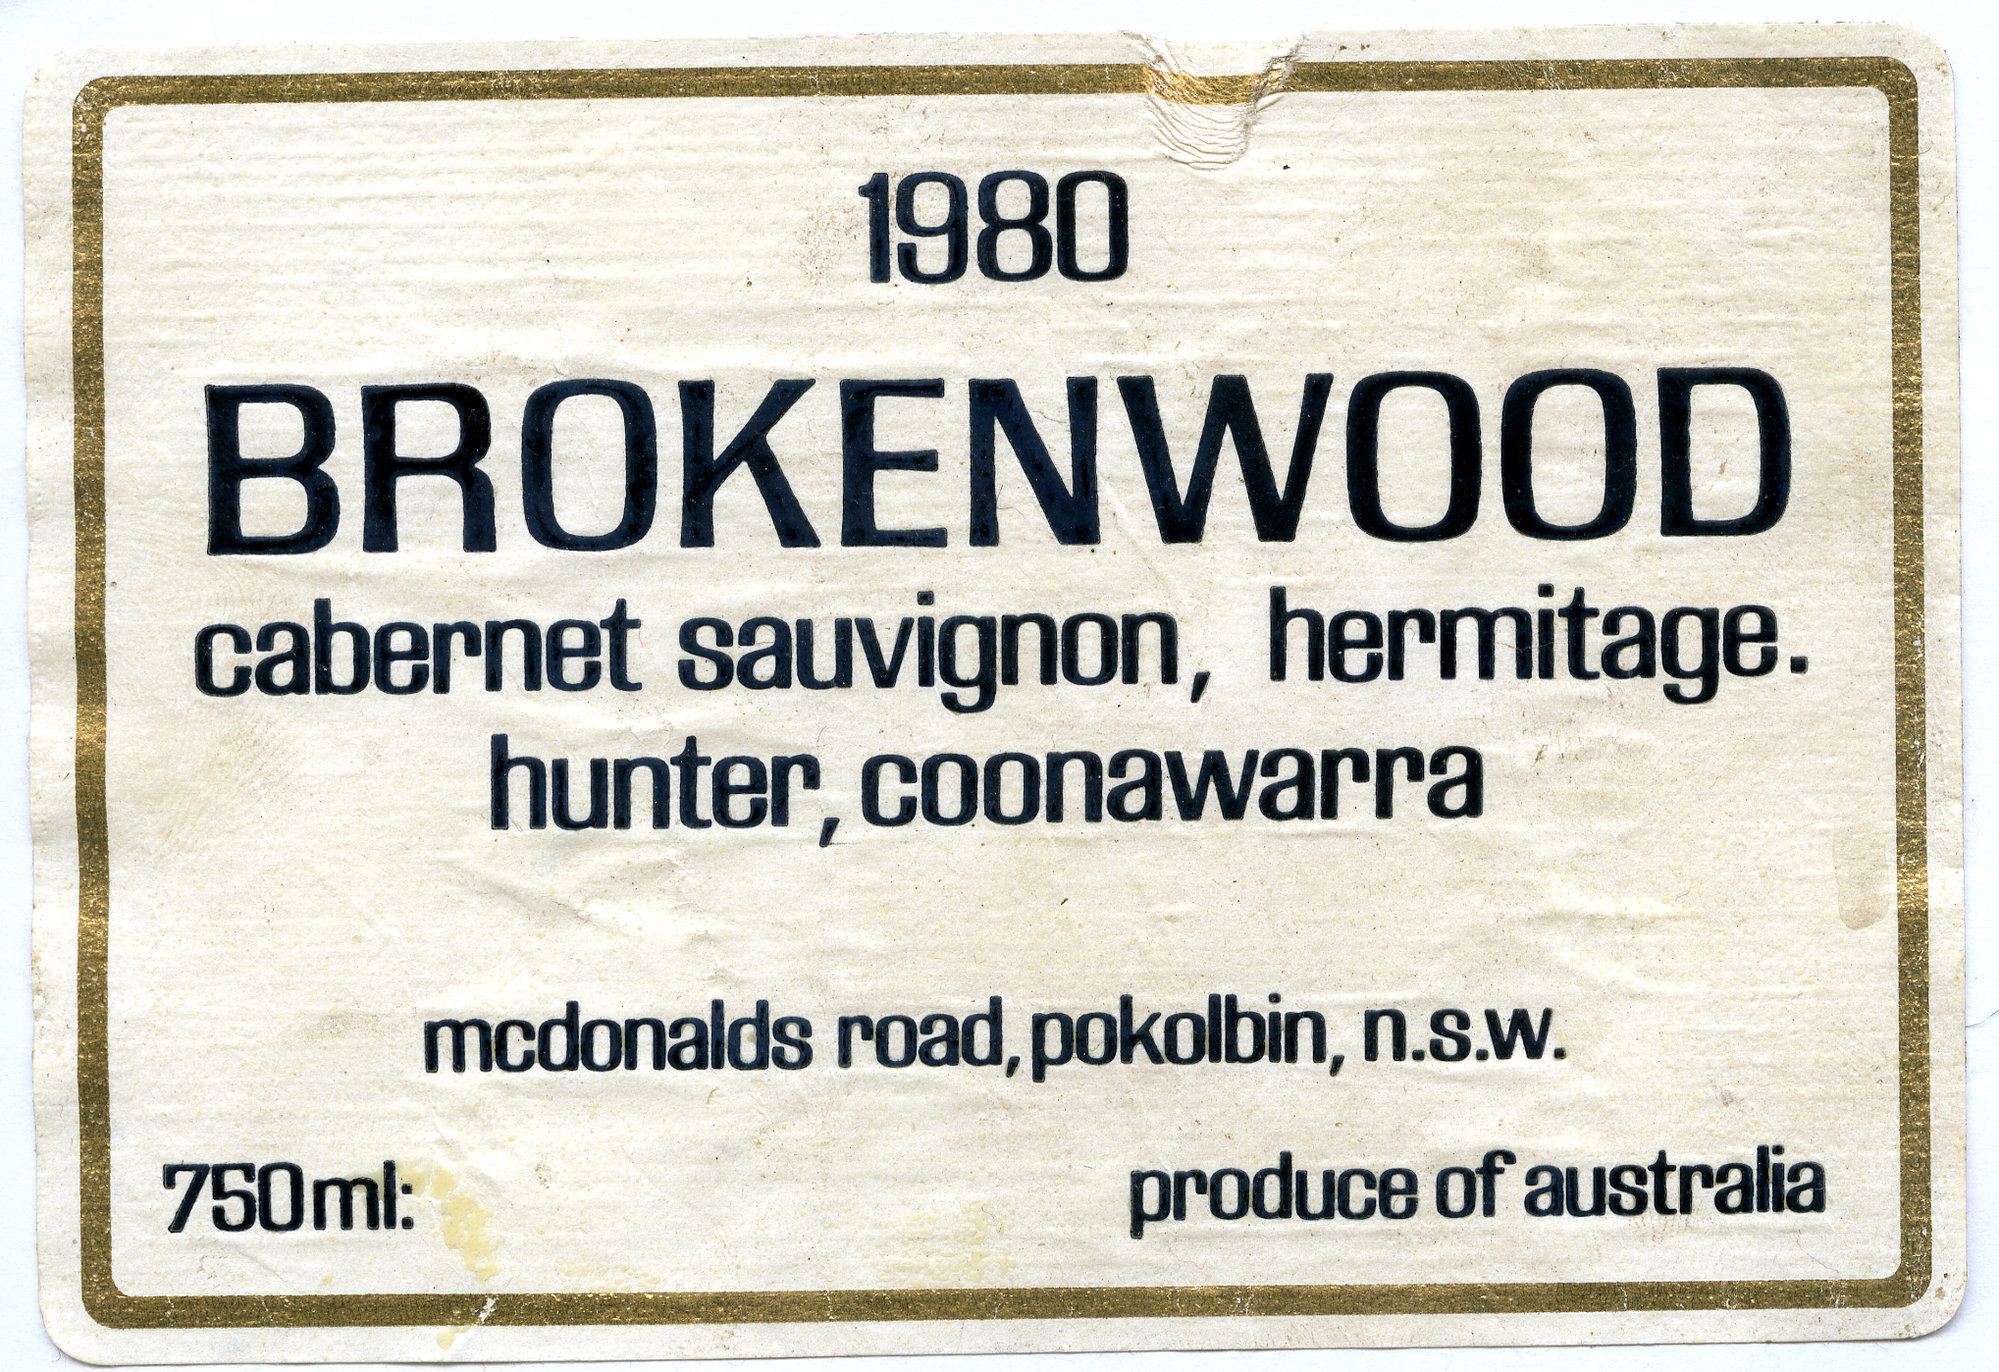 1980
BROKENWOOD
cabernet sauvignon, hermitage.
hunter, coonawarra
mcdonalds road, pokolbin, n.s.w.
750ml:
produce of australia